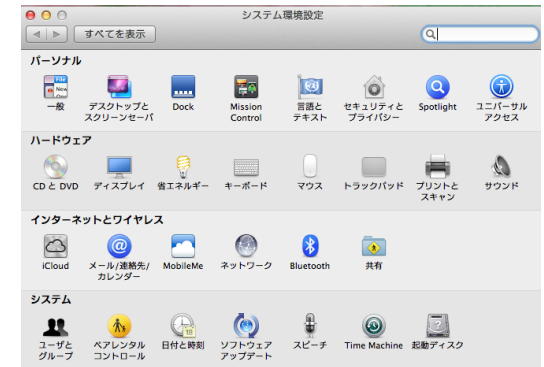 システム環境設定
すべてを表示
パーソナル
一般
デスクトップと
スクリーンセーバ
Dock
Mission
Control
言語と
テキスト
セキュリティと
プライバシー
Spotlight
ユニバーサル
アクセス
ハードウェア
CD と DVD
ディスプレイ
省エネルギー
キーボード
マウス
トラックパッド
プリントと
スキャン
サウンド
インターネットとワイヤレス
iCloud
メール/連絡先/
カレンダー
MobileMe
ネットワーク
Bluetooth
共有
システム
ユーザと
グループ
ペアレンタル
コントロール
日付と時刻
ソフトウェア
アップデート
スピーチ
Time Machine
起動ディスク